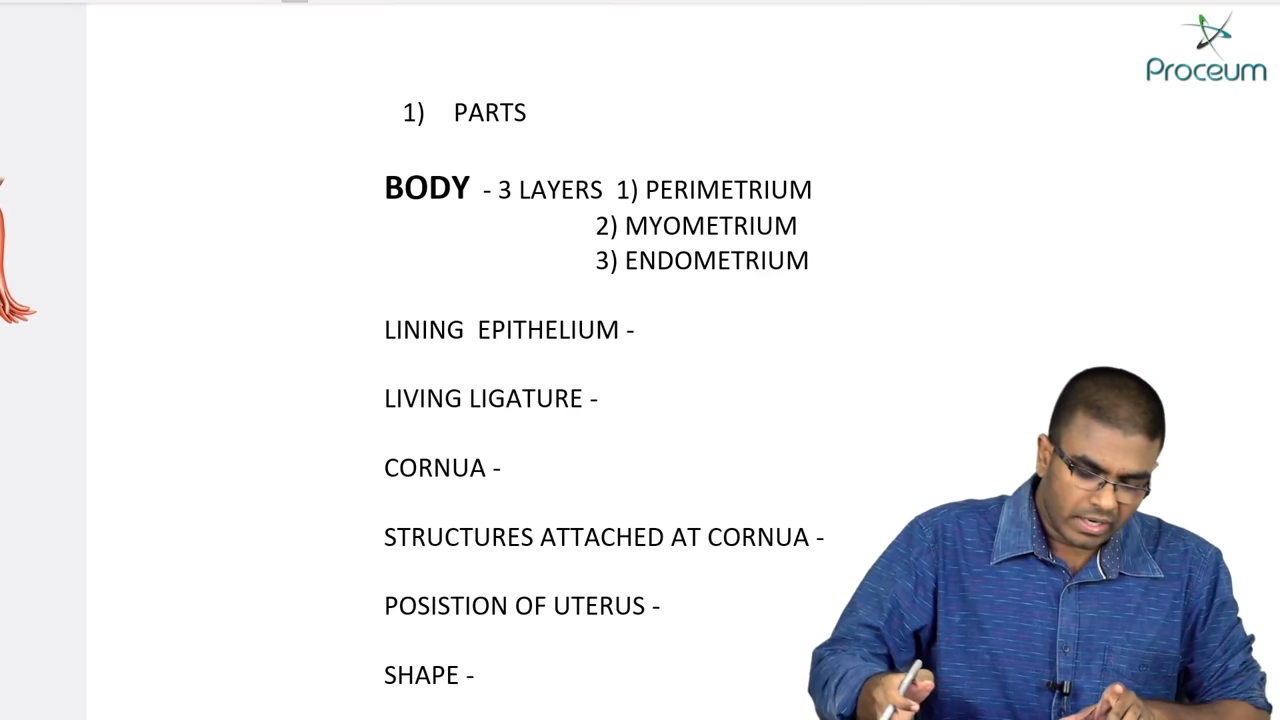 Proceum
1) PARTS
BODY - 3 LAYERS 1) PERIMETRIUM
2) MYOMETRIUM
3) ENDOMETRIUM
LINING EPITHELIUM -
LIVING LIGATURE -
CORNUA -
STRUCTURES ATTACHED AT CORNUA -
POSISTION OF UTERUS -
SHAPE -